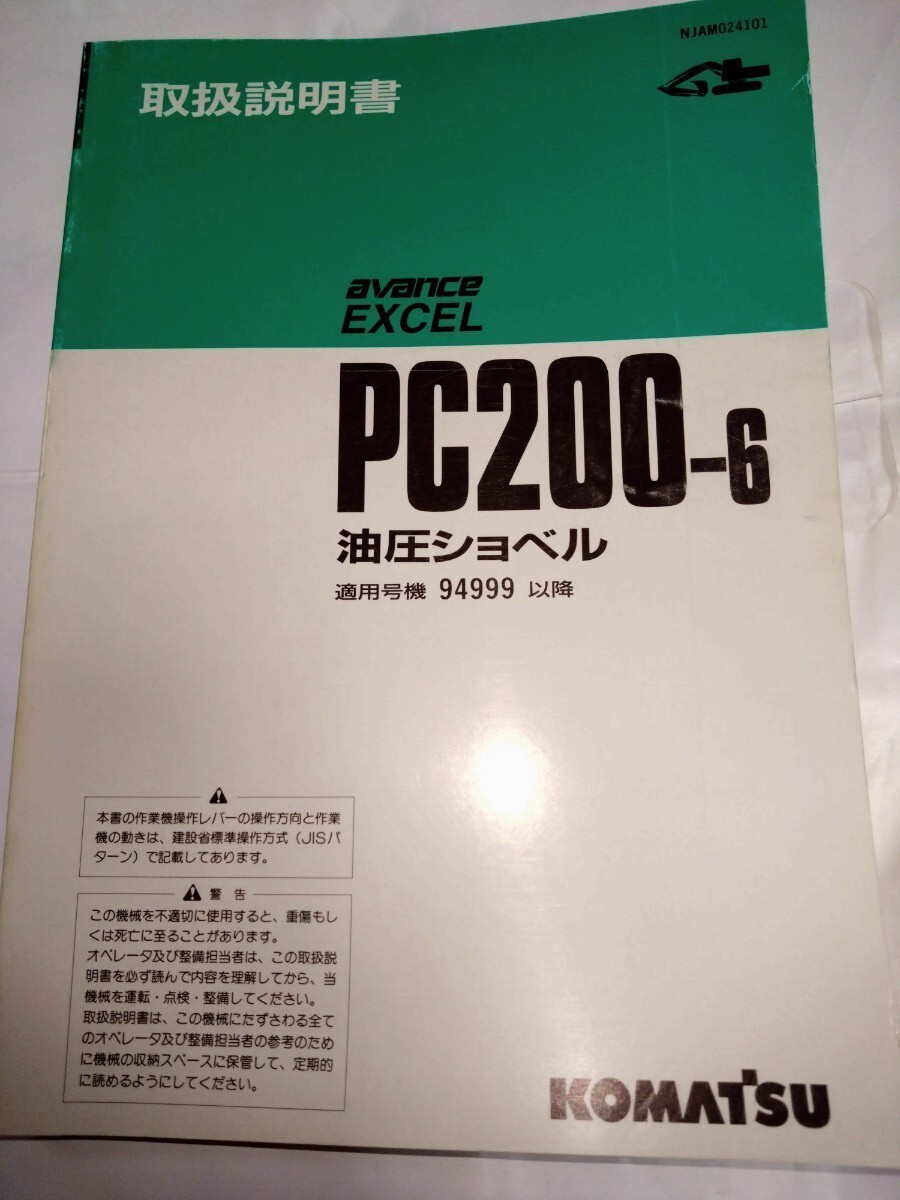 NJAM024101
取扱説明書
avance
EXCEL
PC200-6
油圧ショベル
適用号機 94999 以降
本書の作業機操作レバーの操作方向と作業
機の動きは、建設省標準操作方式（JISパ
ターン）で記載してあります。
警 告
この機械を不適切に使用すると、重傷もし
くは死亡に至ることがあります。
オペレータ及び整備担当者は、この取扱説
明書を必ず読んで内容を理解してから、当
機械を運転・点検・整備してください。
取扱説明書は、この機械にたずさわる全て
のオペレータ及び整備担当者の参考のため
に機械の収納スペースに保管して、定期的
に読めるようにしてください。
KOMATSU